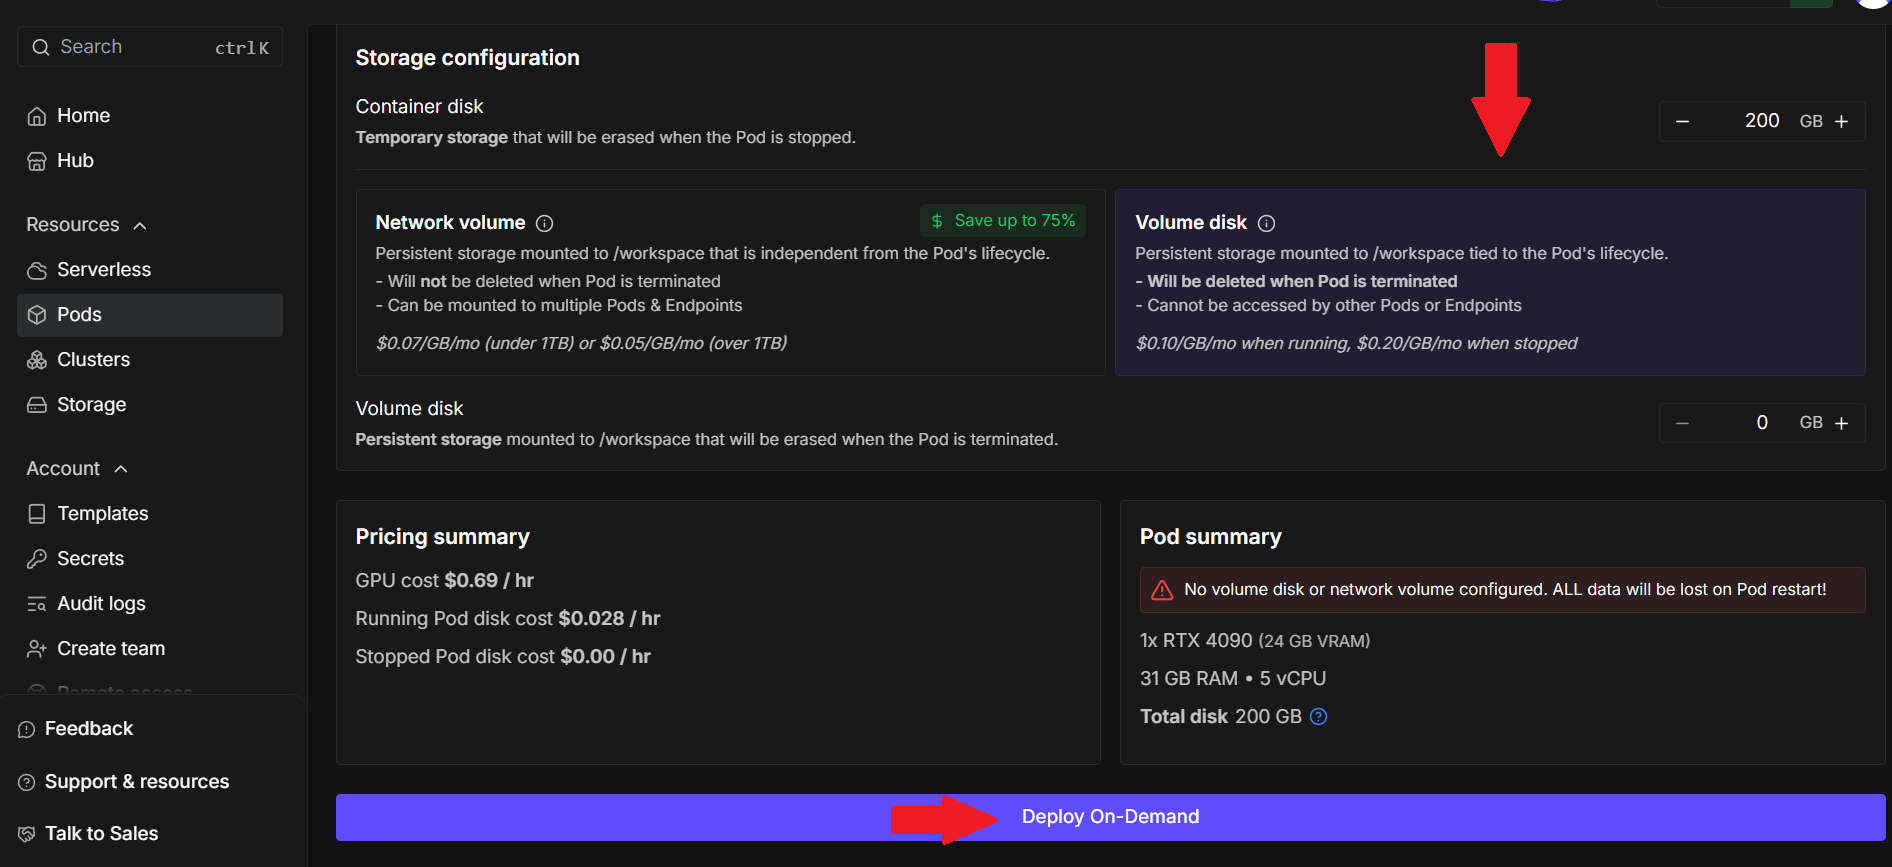 Search ctrl K
Home
Hub
Resources
Serverless
Pods
Clusters
Storage
Account
Templates
Secrets
Audit logs
Create team
Remote access
Feedback
Support & resources
Talk to Sales
Storage configuration
Container disk
Temporary storage that will be erased when the Pod is stopped.
200 GB
Network volume
$ Save up to 75%
Persistent storage mounted to /workspace that is independent from the Pod's lifecycle.
- Will not be deleted when Pod is terminated
- Can be mounted to multiple Pods & Endpoints
$0.07/GB/mo (under 1TB) or $0.05/GB/mo (over 1TB)
Volume disk
Persistent storage mounted to /workspace tied to the Pod's lifecycle.
- Will be deleted when Pod is terminated
- Cannot be accessed by other Pods or Endpoints
$0.10/GB/mo when running, $0.20/GB/mo when stopped
Volume disk
Persistent storage mounted to /workspace that will be erased when the Pod is terminated.
0 GB
Pricing summary
GPU cost $0.69 / hr
Running Pod disk cost $0.028 / hr
Stopped Pod disk cost $0.00 / hr
Pod summary
No volume disk or network volume configured. ALL data will be lost on Pod restart!
1x RTX 4090 (24 GB VRAM)
31 GB RAM • 5 vCPU
Total disk 200 GB
Deploy On-Demand